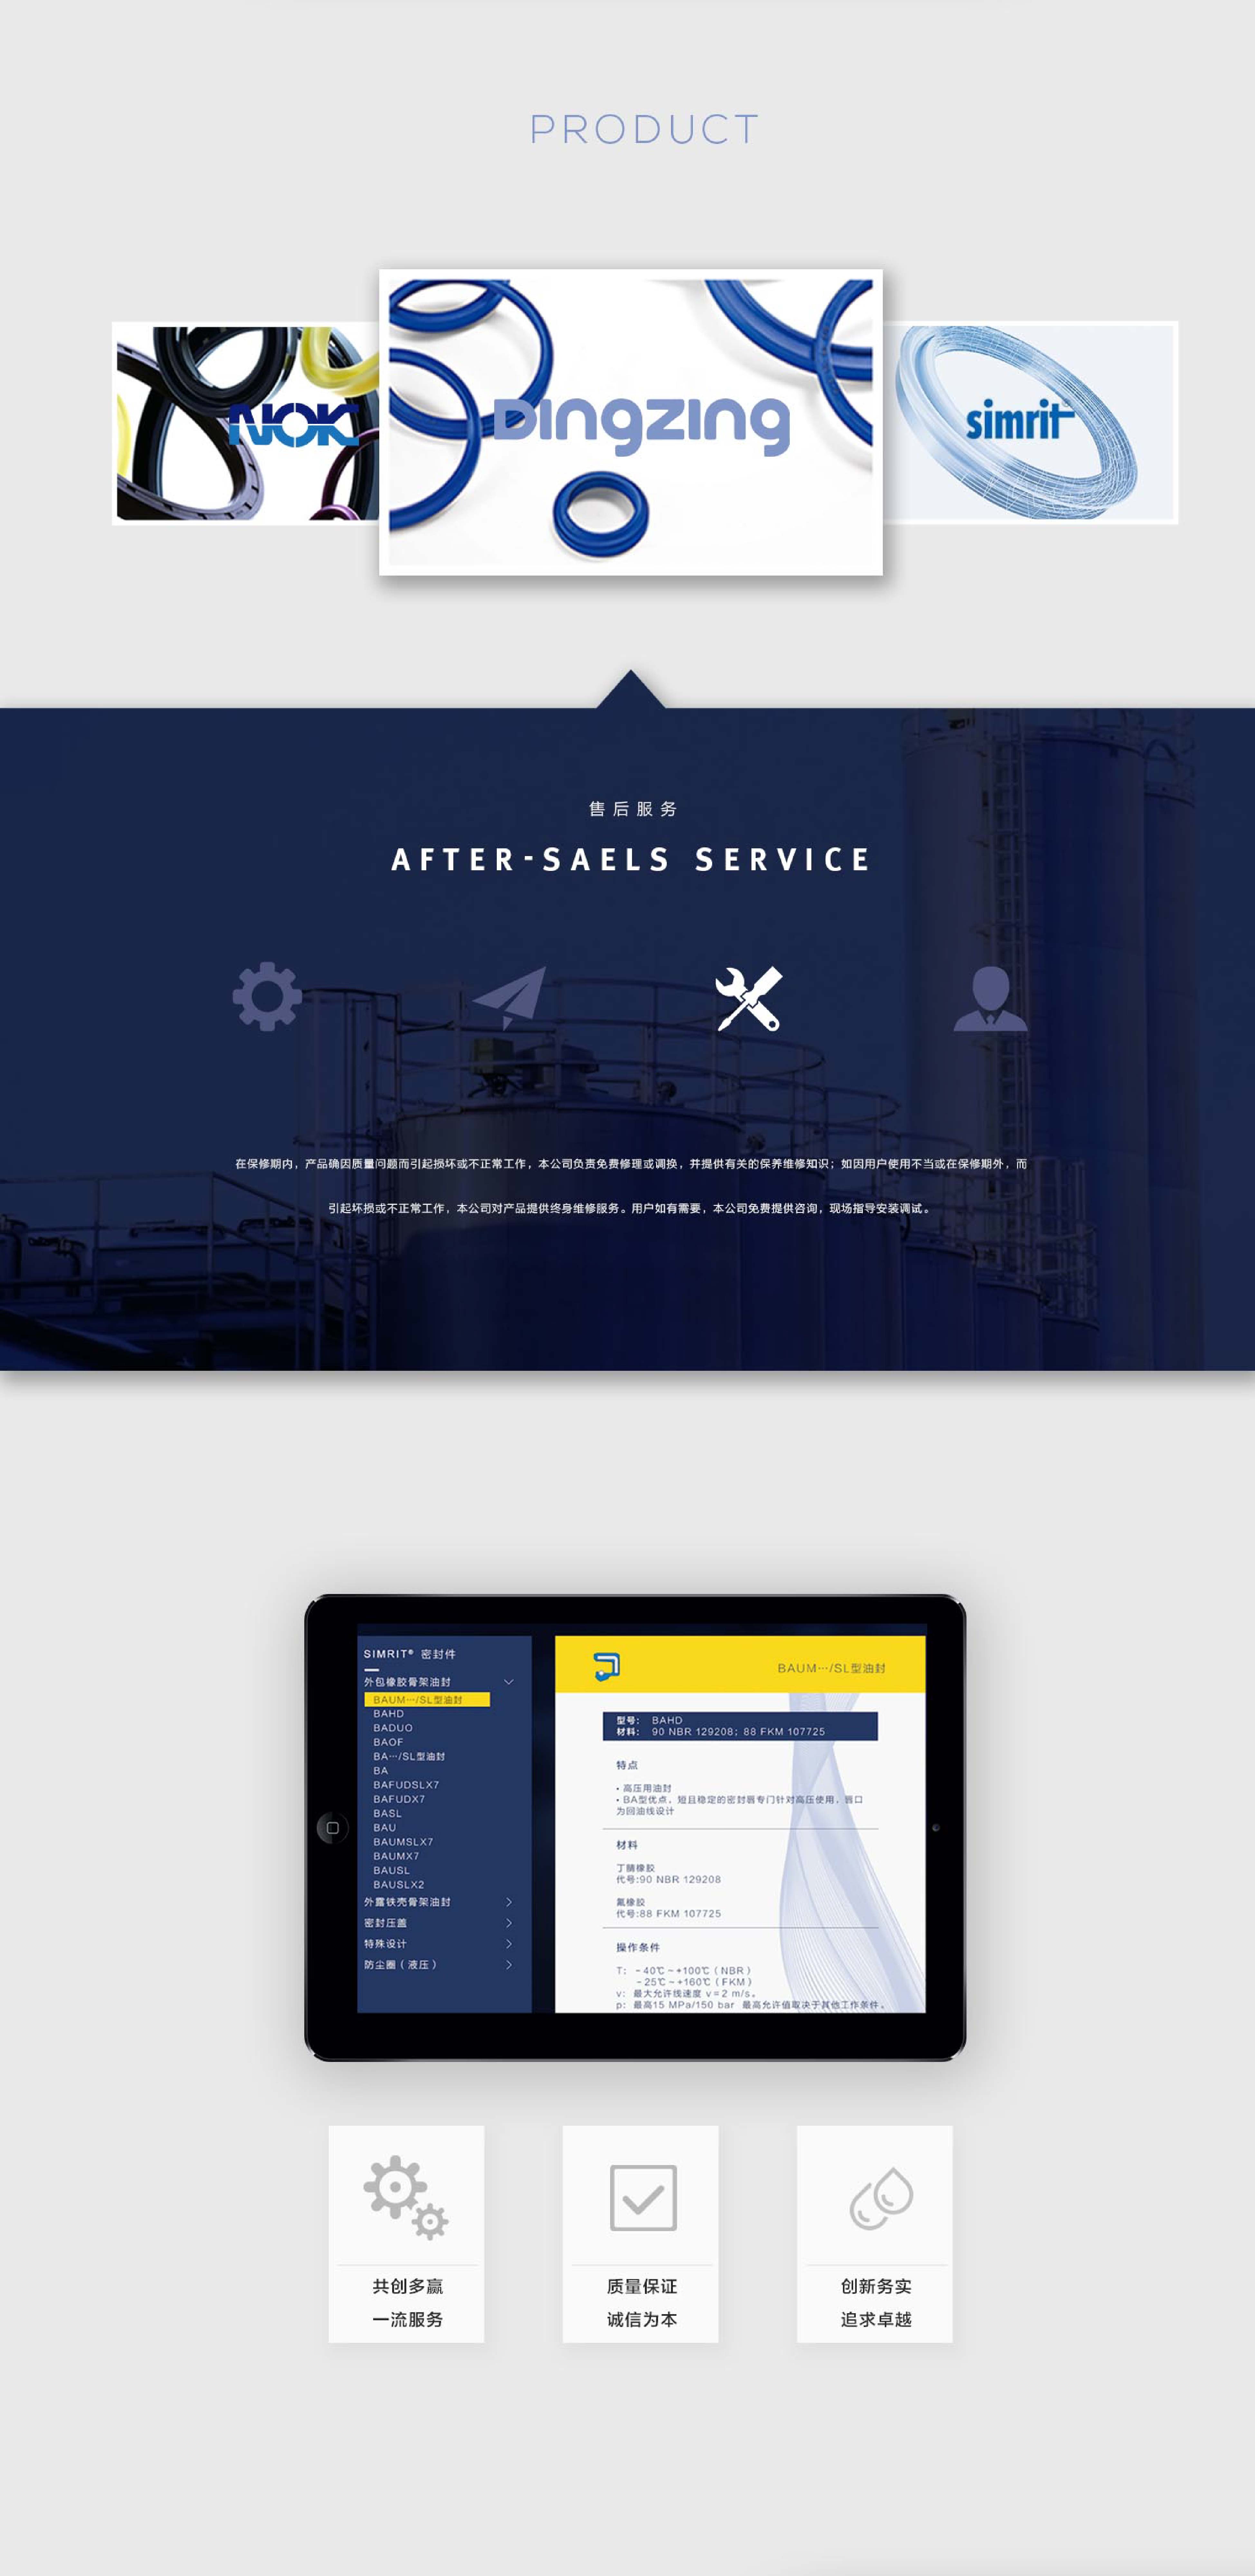 PRODUCT
NOK
DINGZING
simrit
售后服务
AFTER-SAELS SERVICE
在保修期内，产品确因质量问题而引起损坏或不正常工作，本公司负责免费修理或调换，并提供有关的保养维修知识；如因用户使用不当或在保修期外，而
引起坏损或不正常工作，本公司对产品提供终身维修服务。用户如有需要，本公司免费提供咨询，现场指导安装调试。
SIMRIT® 密封件
外包橡胶骨架油封
BAUM…/SL型油封
BAHD
BADUO
BAOF
BA…/SL型油封
BA
BAFUDSLX7
BAFUDX7
BASL
BAU
BAUMSLX7
BAUMX7
BAUSL
BAUSLX2
外露铁壳骨架油封
密封压盖
特殊设计
防尘圈（液压）
BAUM…/SL型油封
型号： BAHD
材料： 90 NBR 129208；88 FKM 107725
特点
• 高压用油封
• BA型优点，短且稳定的密封唇专门针对高压使用，唇口
为回油线设计
材料
丁腈橡胶
代号:90 NBR 129208
氟橡胶
代号:88 FKM 107725
操作条件
T: －40℃～+100℃（NBR）
－25℃～+160℃（FKM）
v: 最大允许线速度 v＝2 m/s。
p: 最高15 MPa/150 bar 最高允许值取决于其他工作条件。
共创多赢
一流服务
质量保证
诚信为本
创新务实
追求卓越